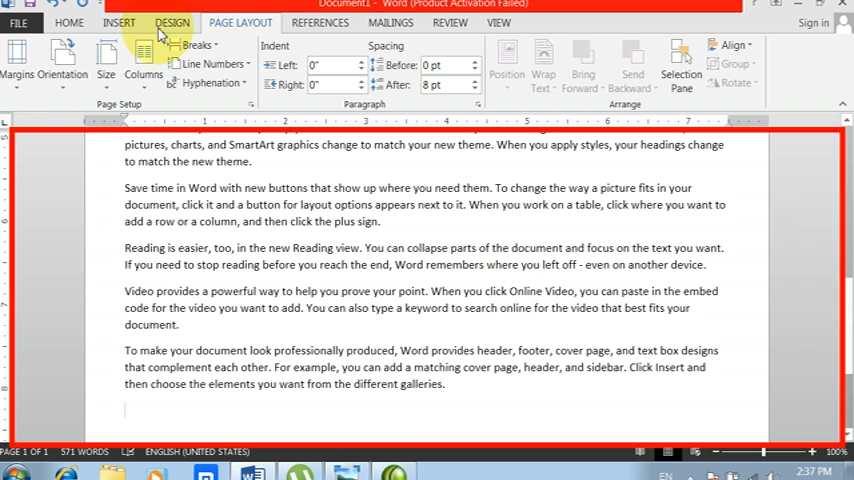 Document1 - Word (Product Activation Failed)
FILE HOME INSERT DESIGN PAGE LAYOUT REFERENCES MAILINGS REVIEW VIEW Sign in
Margins Orientation Size Columns Breaks Line Numbers Hyphenation
Indent Spacing
Left: 0" Before: 0 pt
Right: 0" After: 8 pt
Position Wrap Text Bring Forward Send Backward Selection Pane Align Group Rotate
Page Setup Paragraph Arrange
1 2 3 4 5 6 7
pictures, charts, and SmartArt graphics change to match your new theme. When you apply styles, your headings change
to match the new theme.
Save time in Word with new buttons that show up where you need them. To change the way a picture fits in your
document, click it and a button for layout options appears next to it. When you work on a table, click where you want to
add a row or a column, and then click the plus sign.
Reading is easier, too, in the new Reading view. You can collapse parts of the document and focus on the text you want.
If you need to stop reading before you reach the end, Word remembers where you left off - even on another device.
Video provides a powerful way to help you prove your point. When you click Online Video, you can paste in the embed
code for the video you want to add. You can also type a keyword to search online for the video that best fits your
document.
To make your document look professionally produced, Word provides header, footer, cover page, and text box designs
that complement each other. For example, you can add a matching cover page, header, and sidebar. Click Insert and
then choose the elements you want from the different galleries.
PAGE 1 OF 1 571 WORDS ENGLISH (UNITED STATES) 100%
EN 2:37 PM